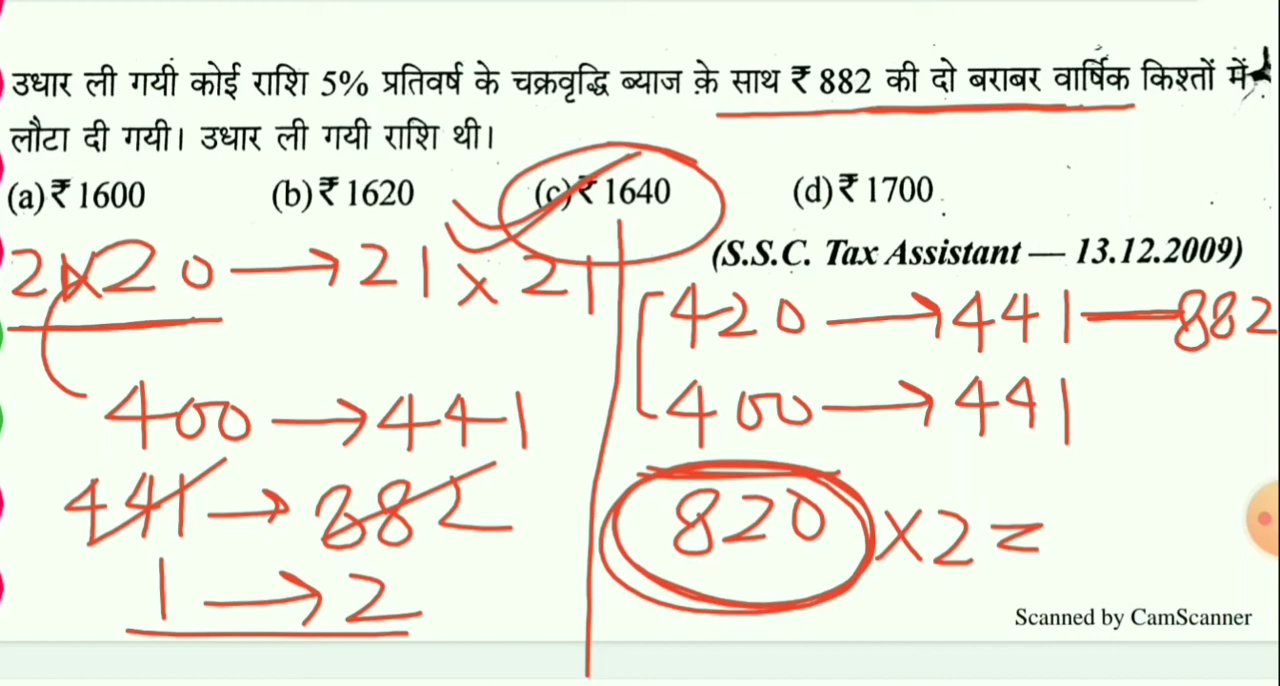 उधार ली गयी कोई राशि 5% प्रतिवर्ष के चक्रवृद्धि ब्याज के साथ ₹ 882 की दो बराबर वार्षिक किश्तों में
लौटा दी गयी। उधार ली गयी राशि थी।
(a) ₹ 1600 (b) ₹ 1620 (c) ₹ 1640 (d) ₹ 1700
(S.S.C. Tax Assistant — 13.12.2009)
20 → 21 × 21
400 → 441
441 → 882
1 → 2
420 → 441 — 882
400 → 441
820 × 2 =
Scanned by CamScanner